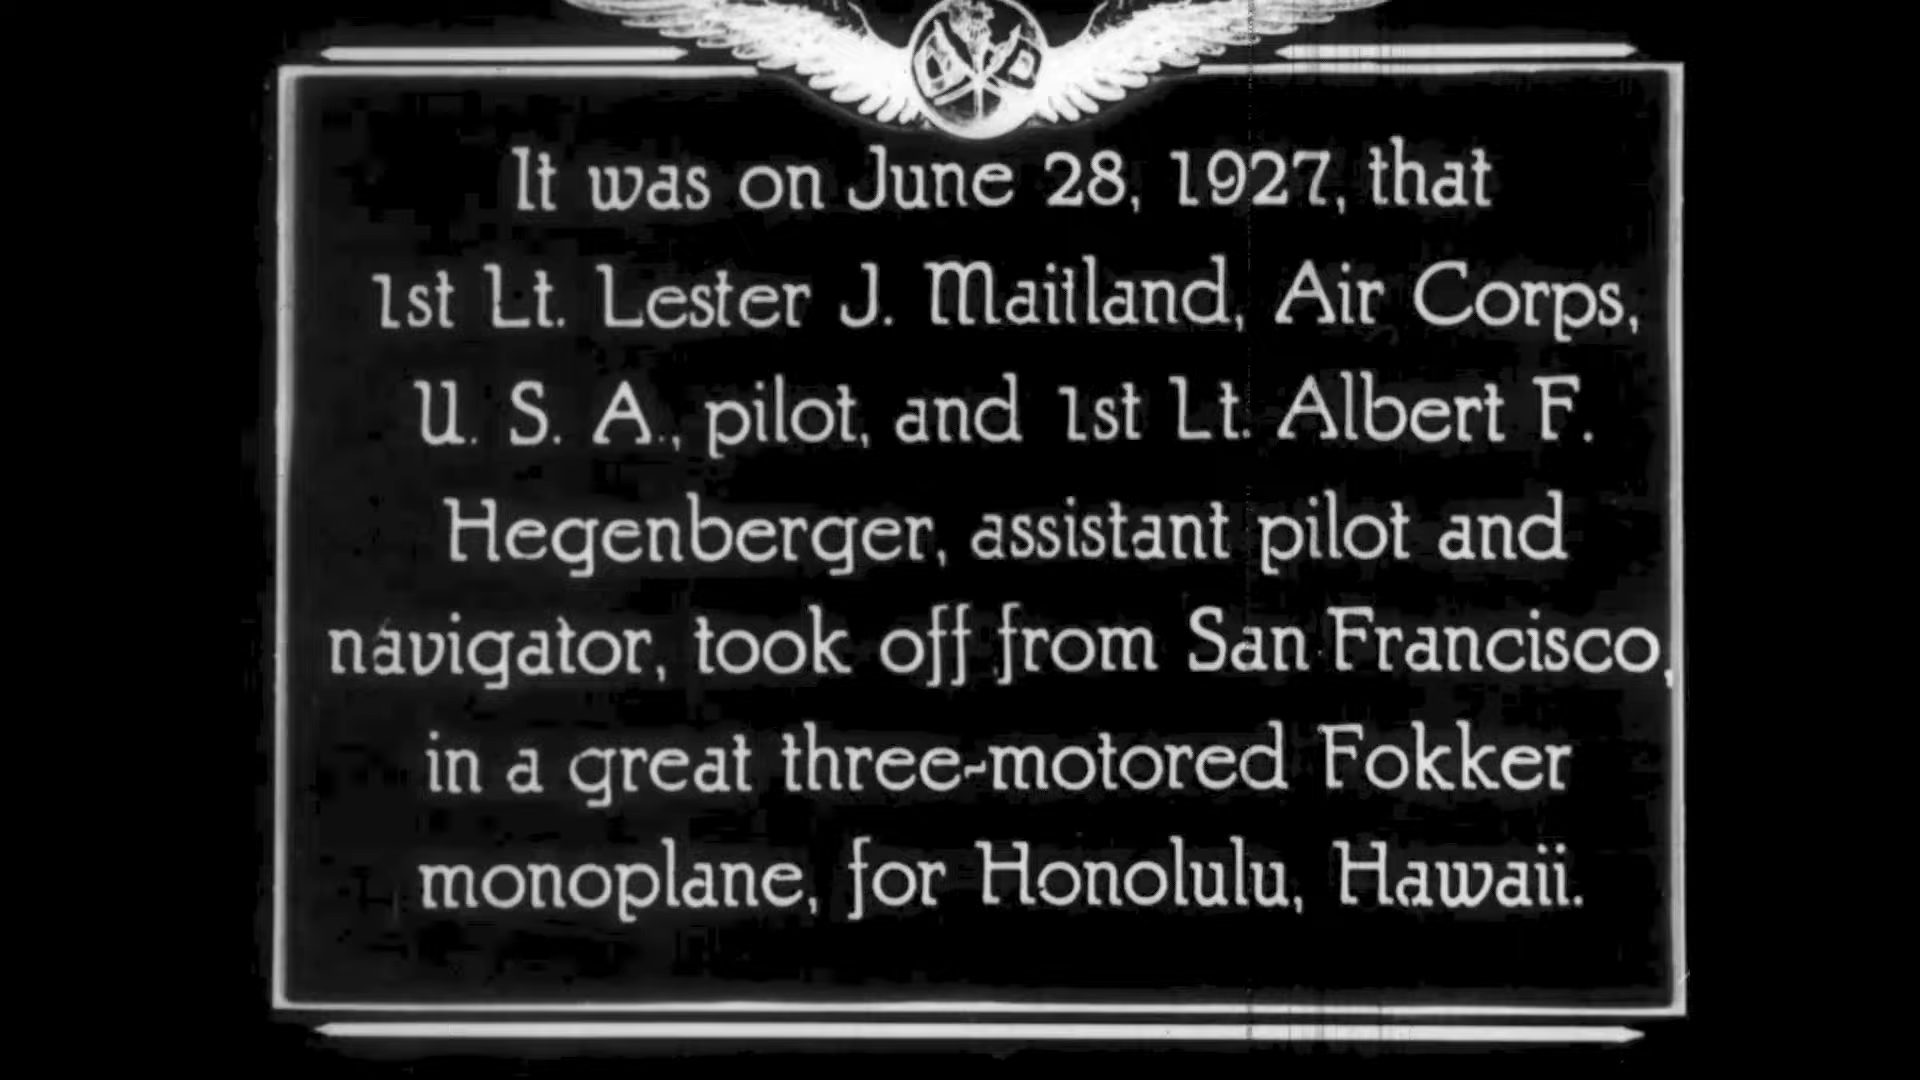 It was on June 28, 1927, that
1st Lt. Lester J. Maitland, Air Corps,
U. S. A., pilot, and 1st Lt. Albert F.
Hegenberger, assistant pilot and
navigator, took off from San Francisco,
in a great three-motored Fokker
monoplane, for Honolulu, Hawaii.